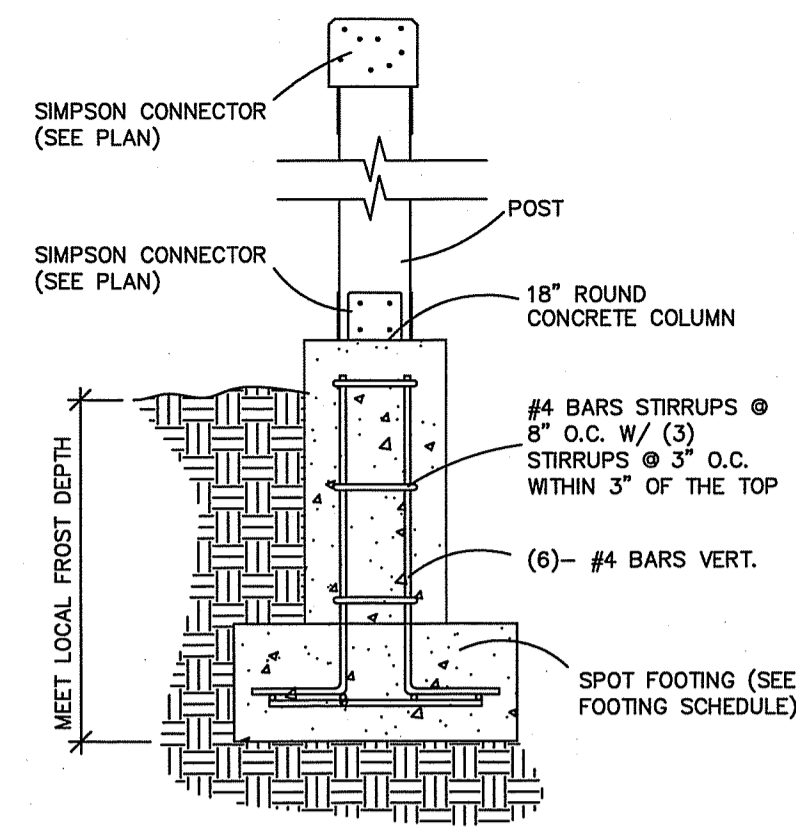 SIMPSON CONNECTOR
(SEE PLAN)
POST
SIMPSON CONNECTOR
(SEE PLAN)
18" ROUND
CONCRETE COLUMN
#4 BARS STIRRUPS @
8" O.C. W/ (3)
STIRRUPS @ 3" O.C.
WITHIN 3" OF THE TOP
(6)- #4 BARS VERT.
MEET LOCAL FROST DEPTH
SPOT FOOTING (SEE
FOOTING SCHEDULE)